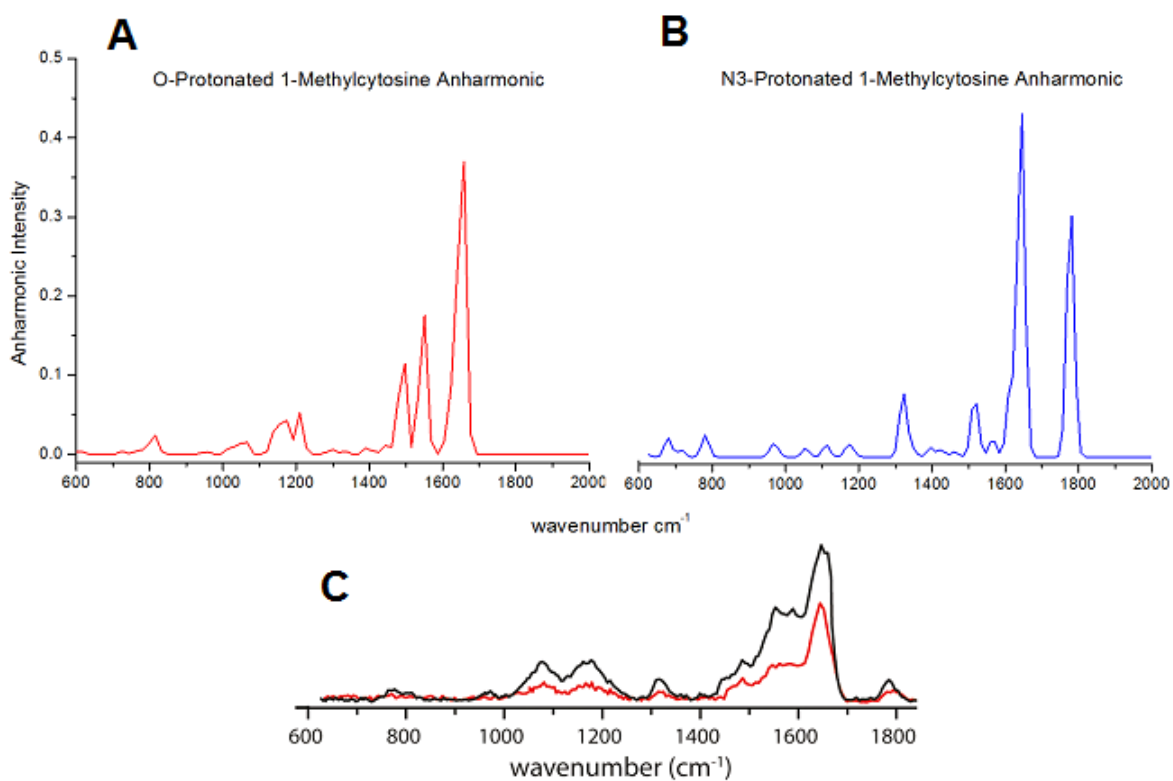 A
B
O-Protonated 1-Methylcytosine Anharmonic
N3-Protonated 1-Methylcytosine Anharmonic
Anharmonic Intensity
0.5
0.4
0.3
0.2
0.1
0.0
600 800 1000 1200 1400 1600 1800 2000
600 800 1000 1200 1400 1600 1800 2000
wavenumber cm⁻¹
C
600 800 1000 1200 1400 1600 1800
wavenumber (cm⁻¹)